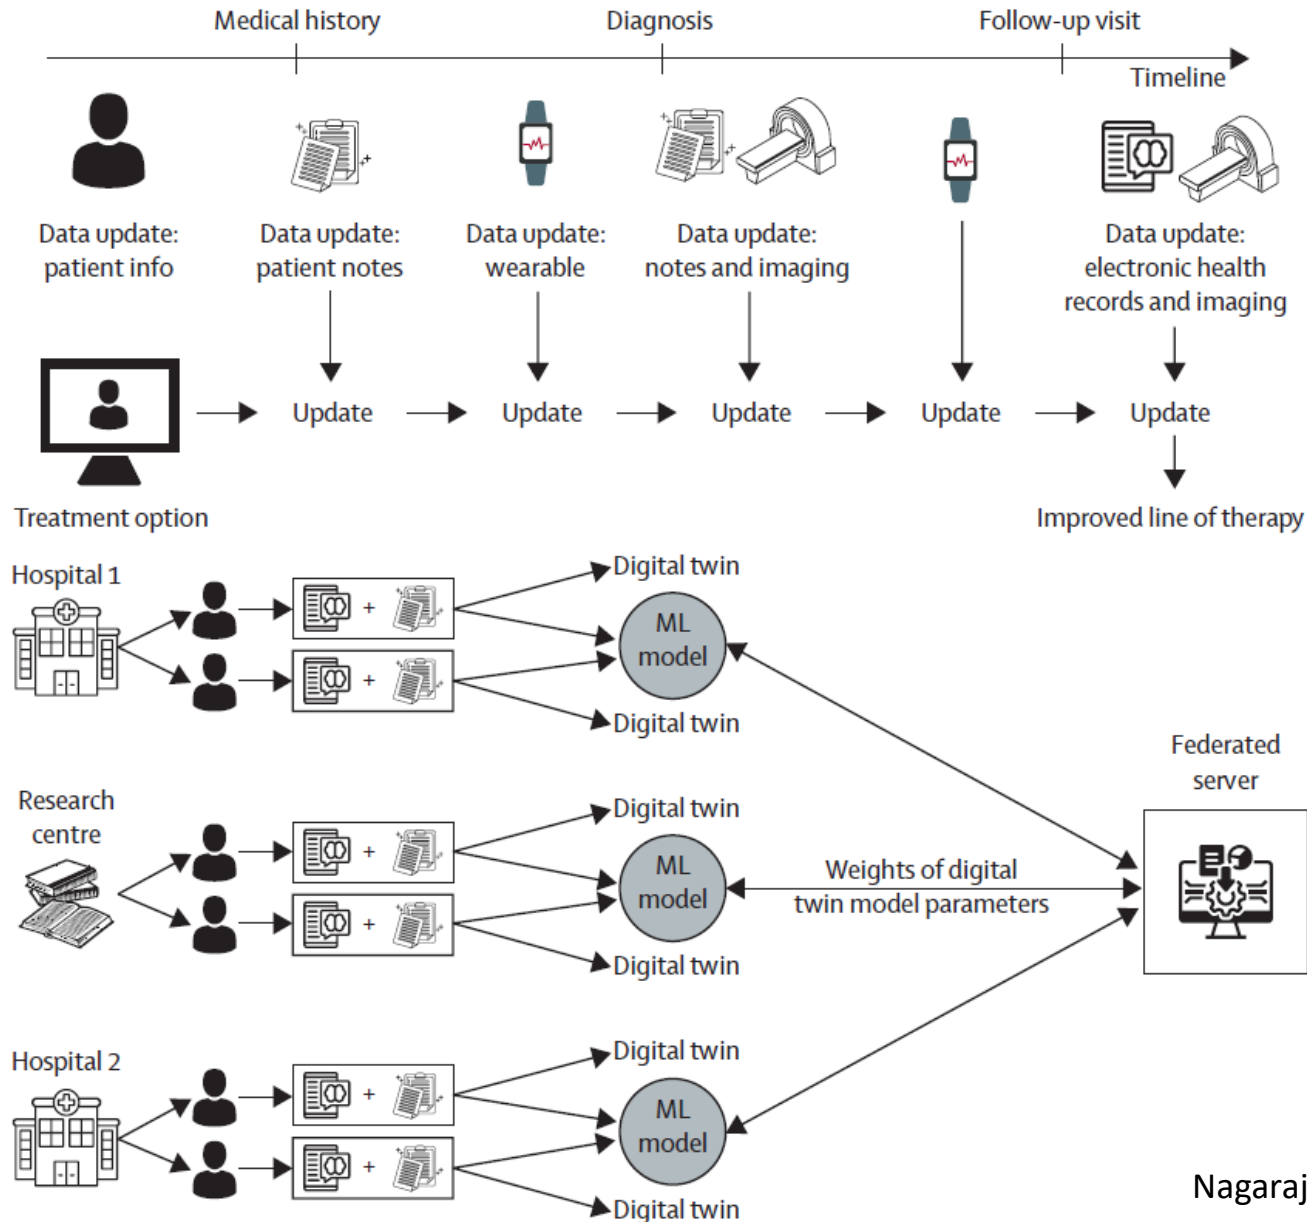 Medical history
Diagnosis
Follow-up visit
Timeline
Data update:
patient info
Data update:
patient notes
Data update:
wearable
Data update:
notes and imaging
Data update:
electronic health
records and imaging
Update
Update
Update
Update
Update
Treatment option
Improved line of therapy
Hospital 1
+
+
Digital twin
ML
model
Digital twin
Research
centre
+
+
Digital twin
ML
model
Digital twin
Weights of digital
twin model parameters
Federated
server
Hospital 2
+
+
Digital twin
ML
model
Digital twin
Nagaraj